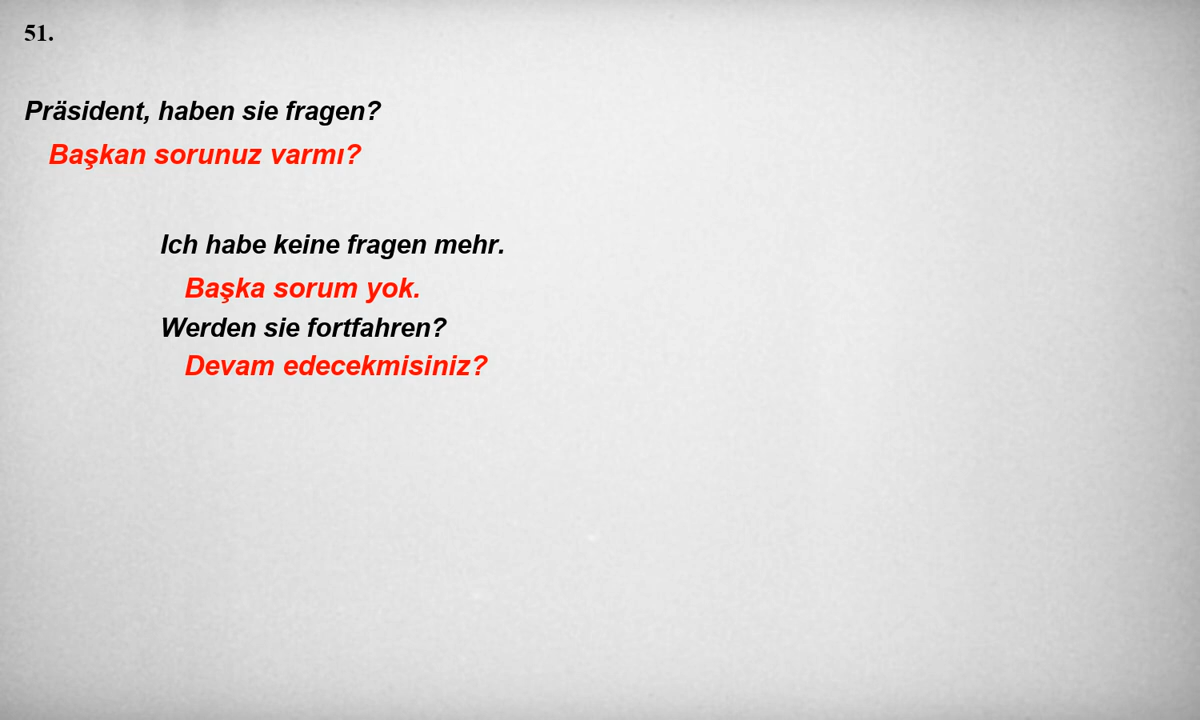 51.
Präsident, haben sie fragen?
Başkan sorunuz varmı?
Ich habe keine fragen mehr.
Başka sorum yok.
Werden sie fortfahren?
Devam edecekmisiniz?